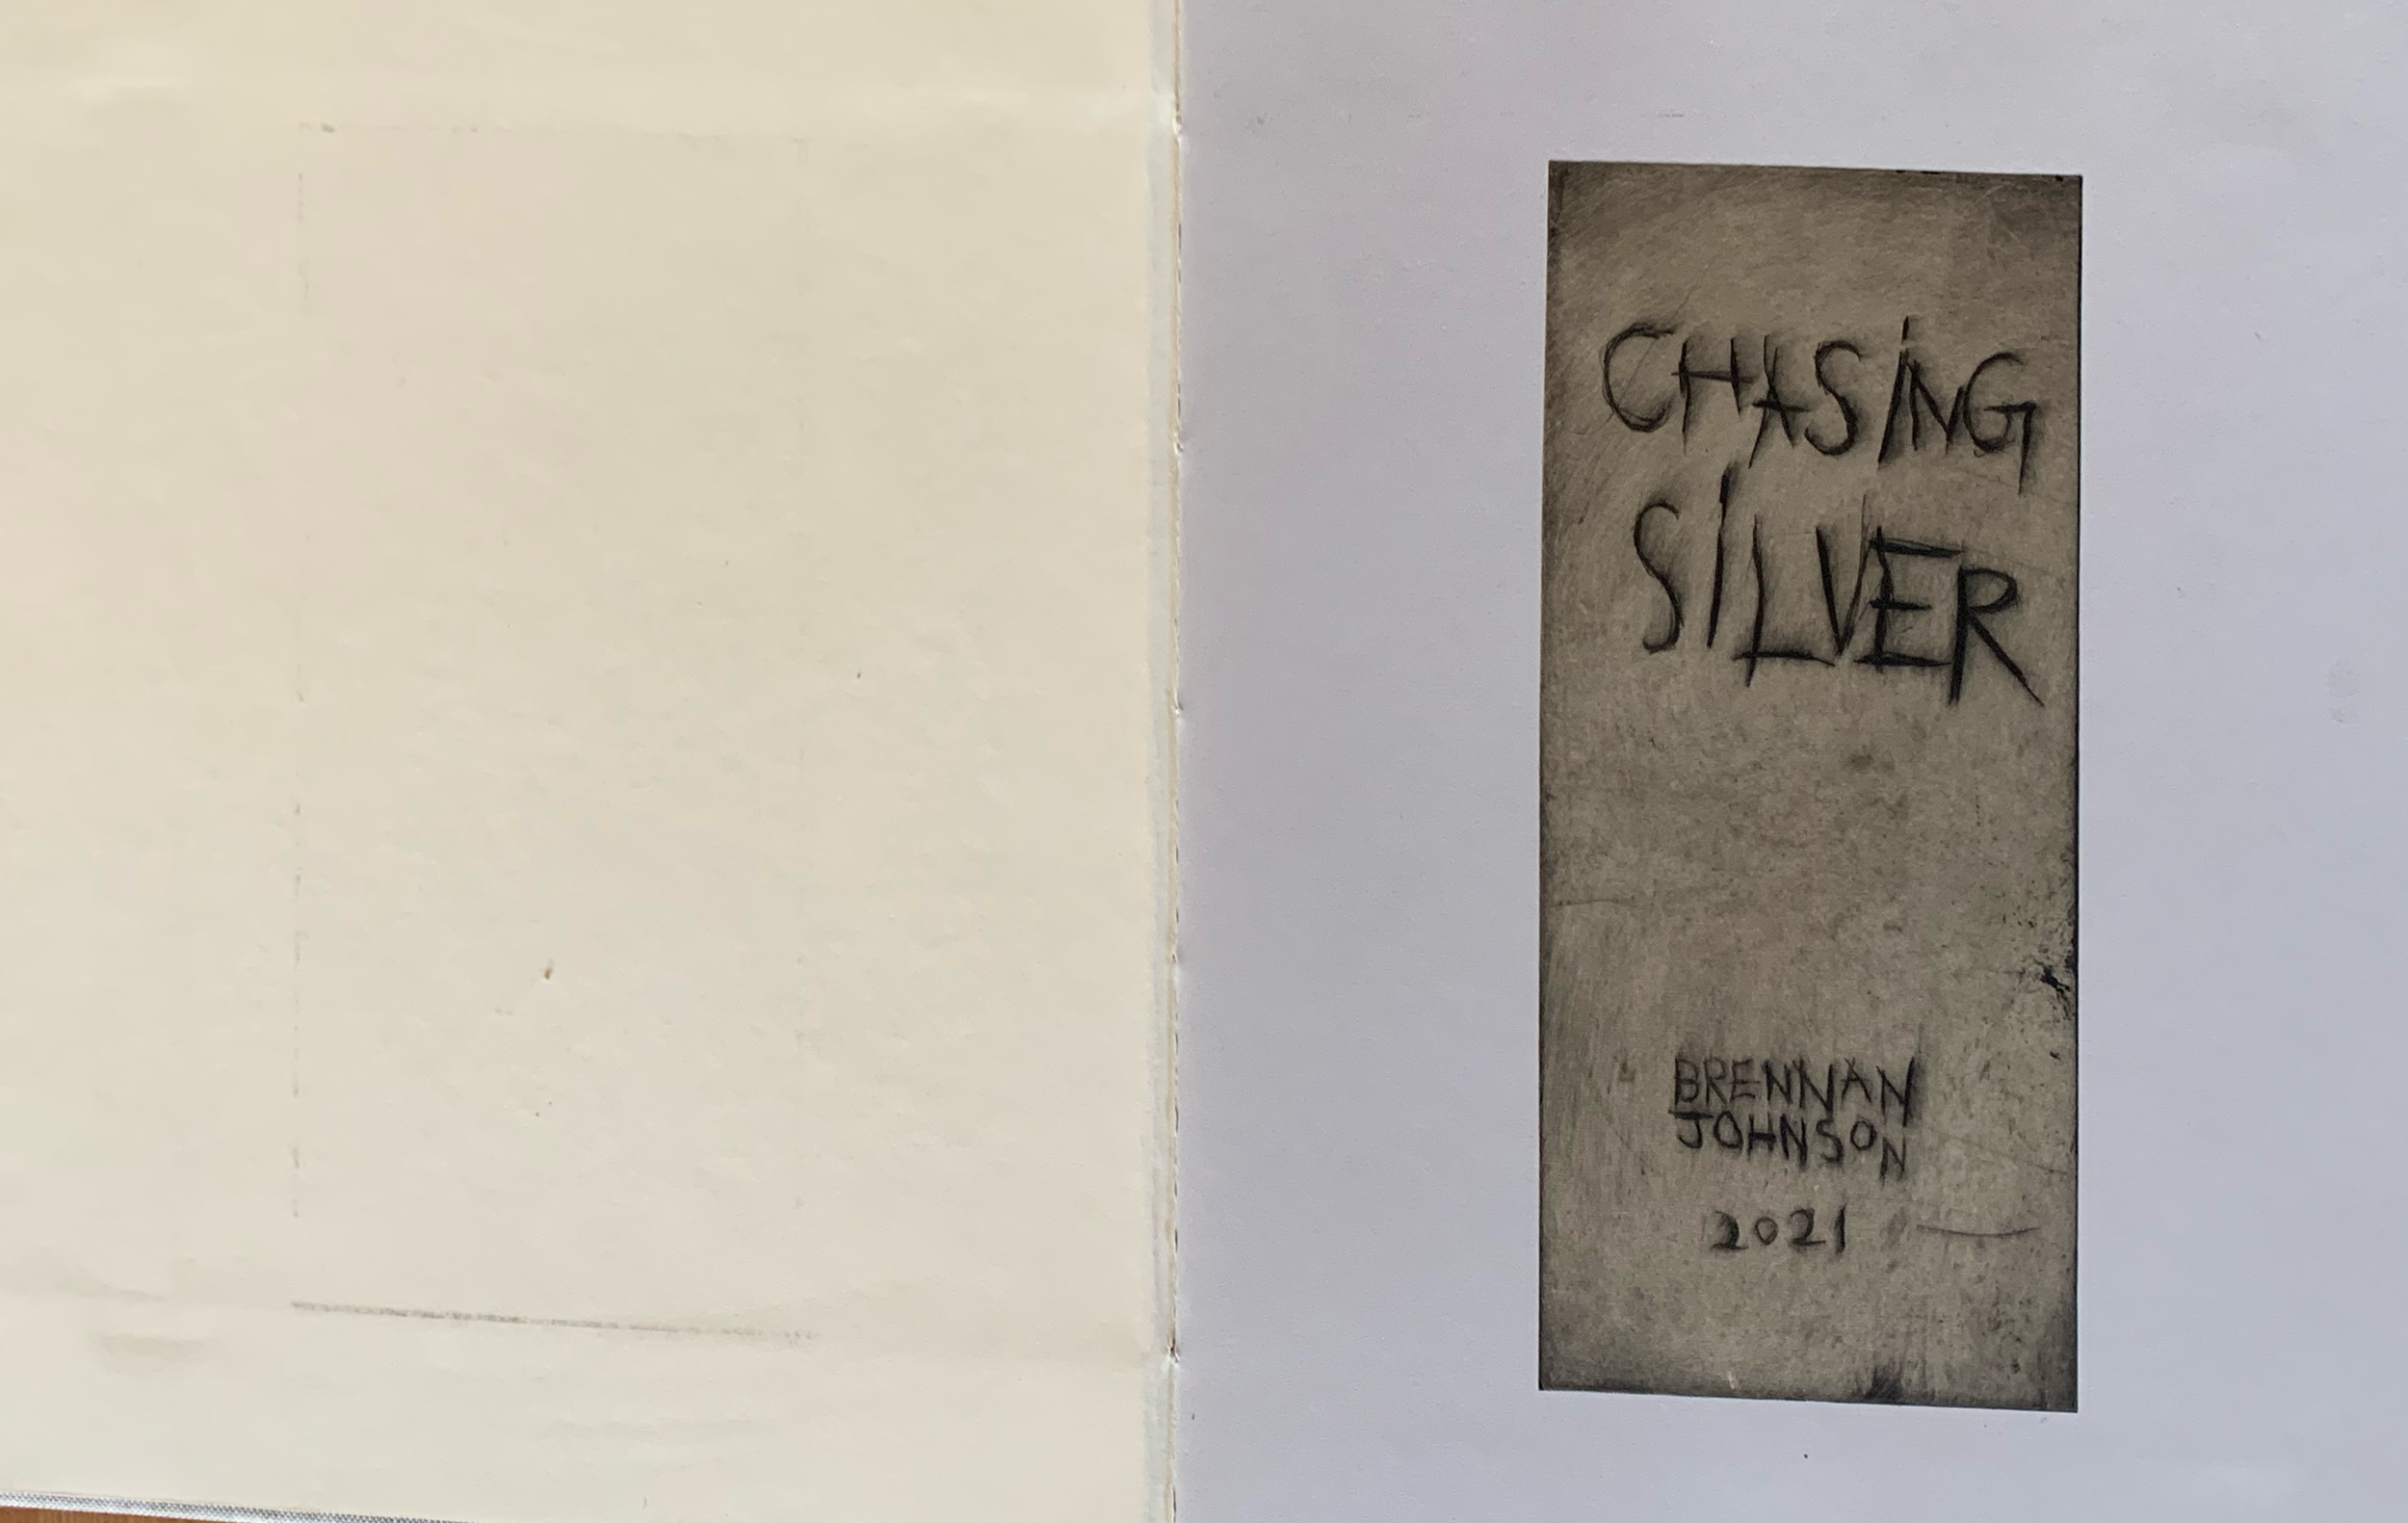 CHASING
SILVER
BRENNAN
JOHNSON
2021